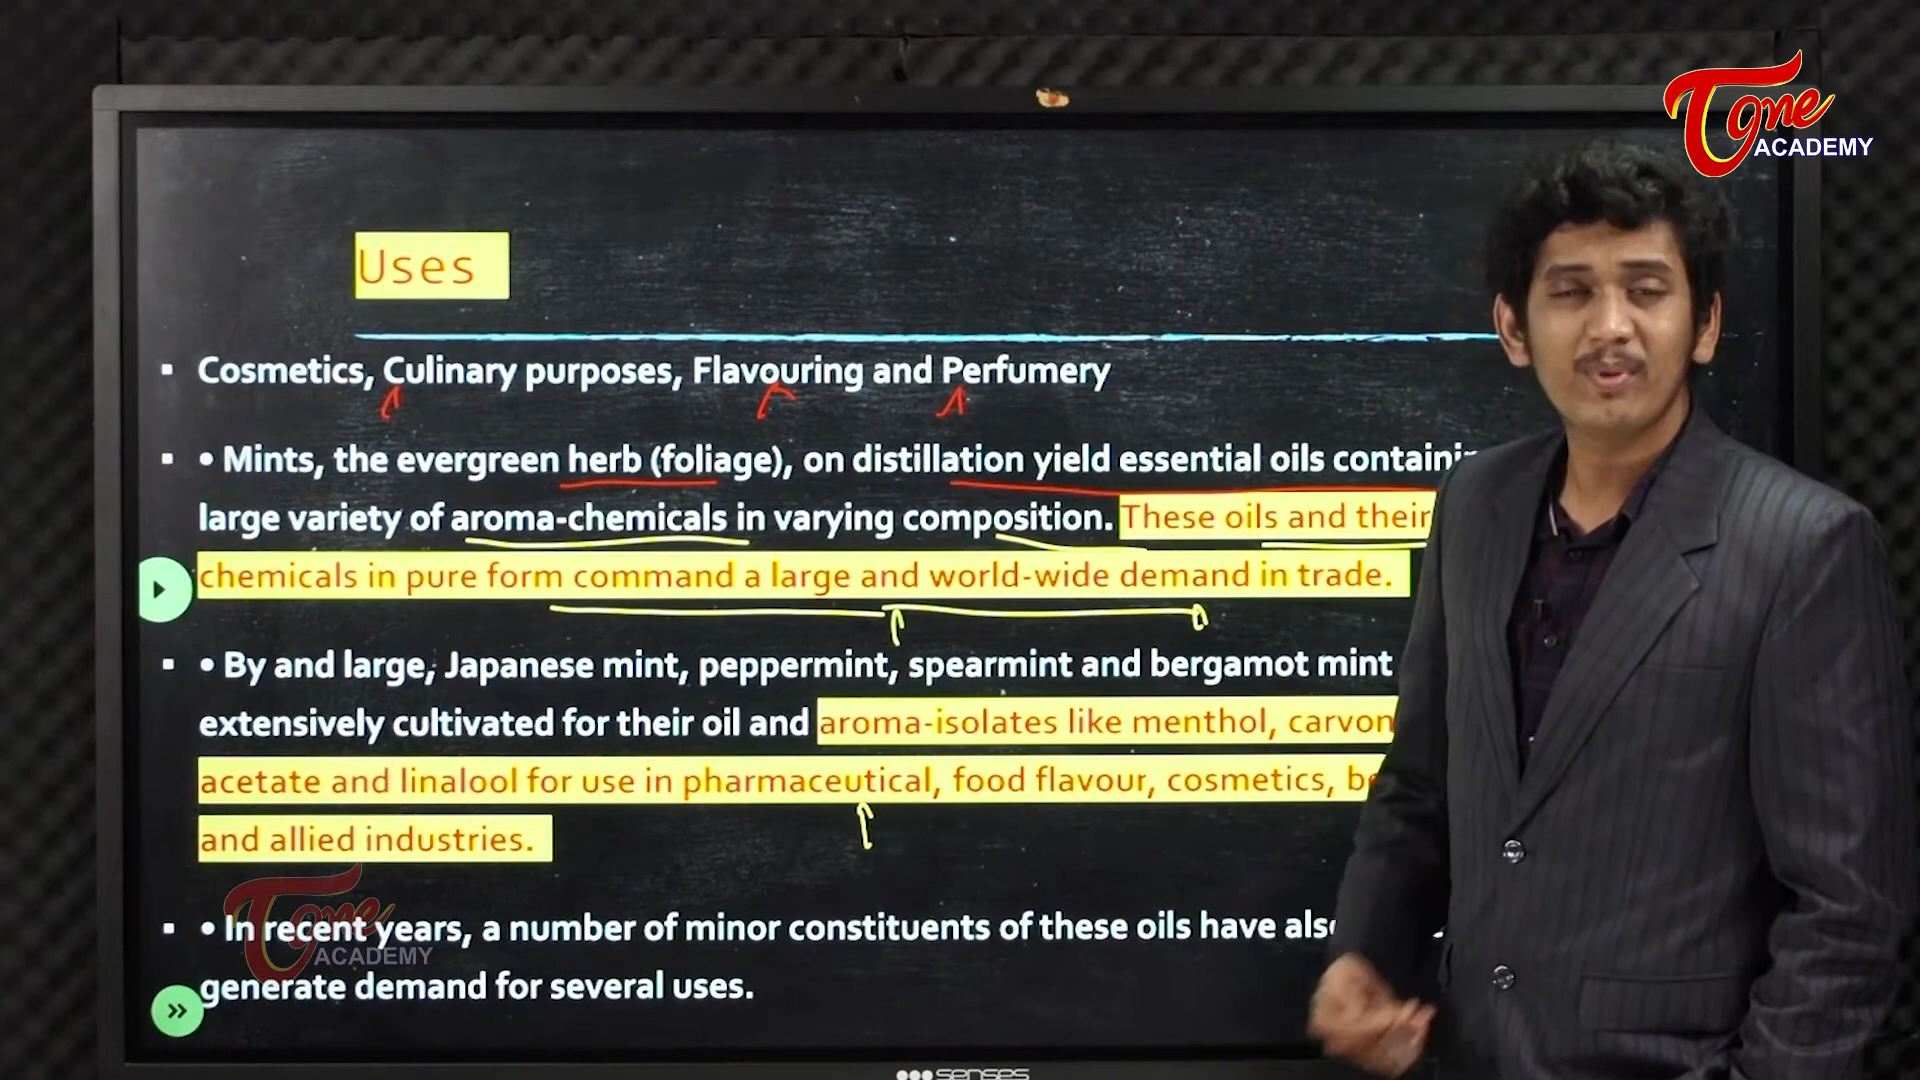 Tone
ACADEMY
Uses
Cosmetics, Culinary purposes, Flavouring and Perfumery
• Mints, the evergreen herb (foliage), on distillation yield essential oils
large variety of aroma-chemicals in varying composition. These oils and their
chemicals in pure form command a large and world-wide demand in trade.
• By and large, Japanese mint, peppermint, spearmint and bergamot mint
extensively cultivated for their oil and aroma-isolates like menthol,
acetate and linalool for use in pharmaceutical, food flavour, cosmetics,
and allied industries.
• In recent years, a number of minor constituents of these oils have
generate demand for several uses.
Tone
ACADEMY
senses